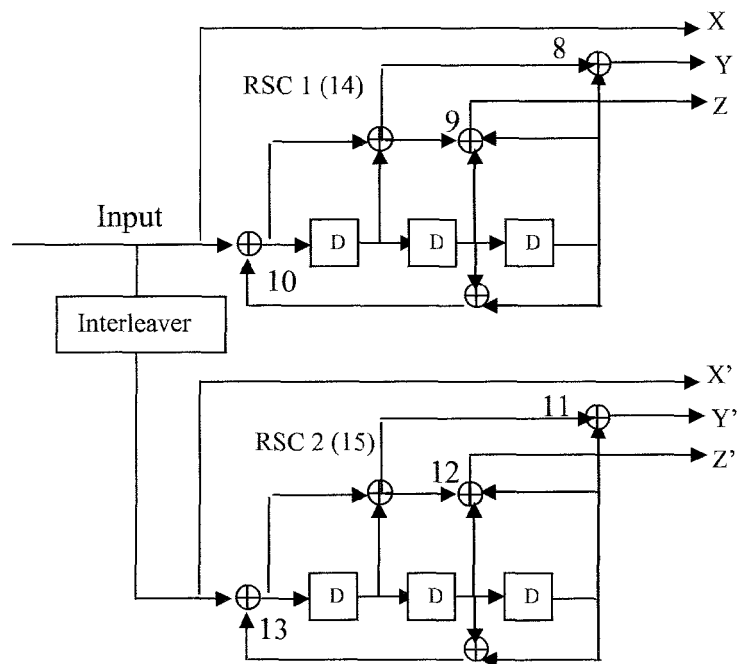 X
8
Y
RSC 1 (14)
9
Z
Input
D
D
D
10
Interleaver
X'
11
Y'
RSC 2 (15)
12
Z'
D
D
D
13